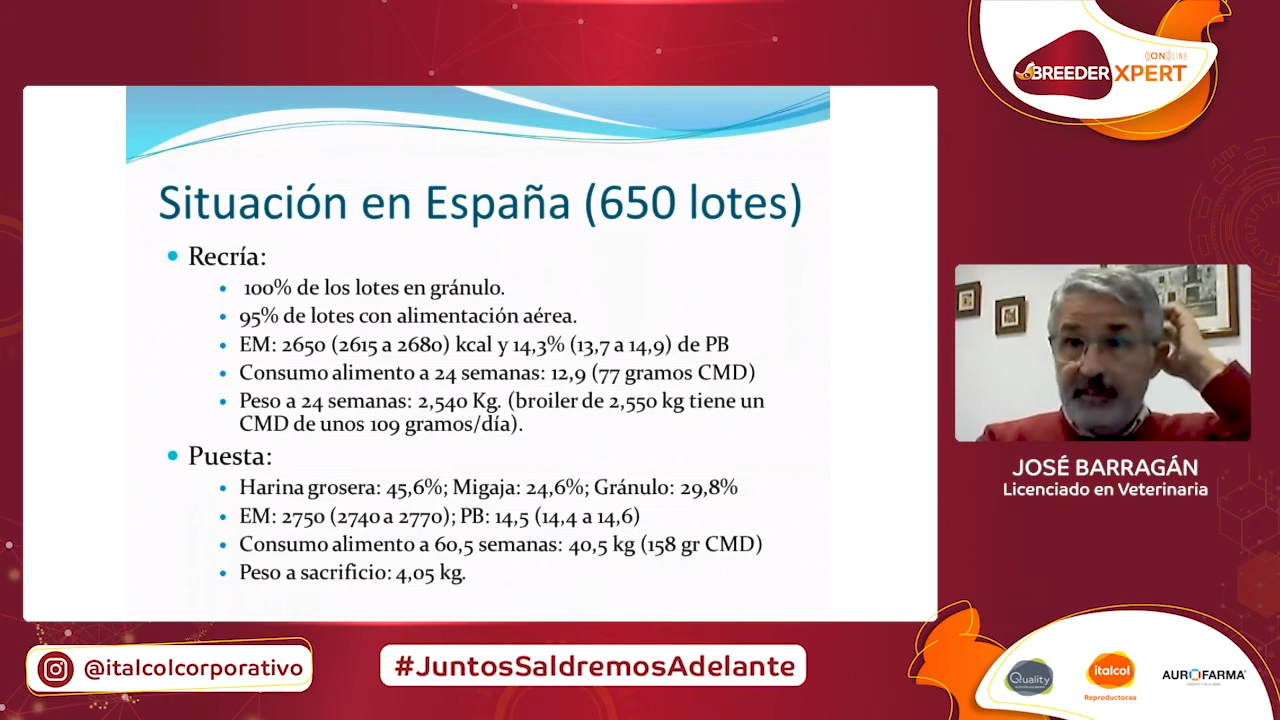 ((ON))LINE
BREEDER XPERT
Situación en España (650 lotes)
• Recría:
• 100% de los lotes en gránulo.
• 95% de lotes con alimentación aérea.
• EM: 2650 (2615 a 2680) kcal y 14,3% (13,7 a 14,9) de PB
• Consumo alimento a 24 semanas: 12,9 (77 gramos CMD)
• Peso a 24 semanas: 2,540 Kg. (broiler de 2,550 kg tiene un
CMD de unos 109 gramos/día).
• Puesta:
• Harina grosera: 45,6%; Migaja: 24,6%; Gránulo: 29,8%
• EM: 2750 (2740 a 2770); PB: 14,5 (14,4 a 14,6)
• Consumo alimento a 60,5 semanas: 40,5 kg (158 gr CMD)
• Peso a sacrificio: 4,05 kg.
JOSÉ BARRAGÁN
Licenciado en Veterinaria
@italcolcorporativo
#JuntosSaldremosAdelante
Quality
italcol
Reproductoras
AUROFARMA